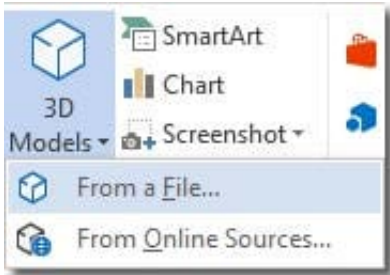 SmartArt
Chart
3D
Models
Screenshot
From a File...
From Online Sources...